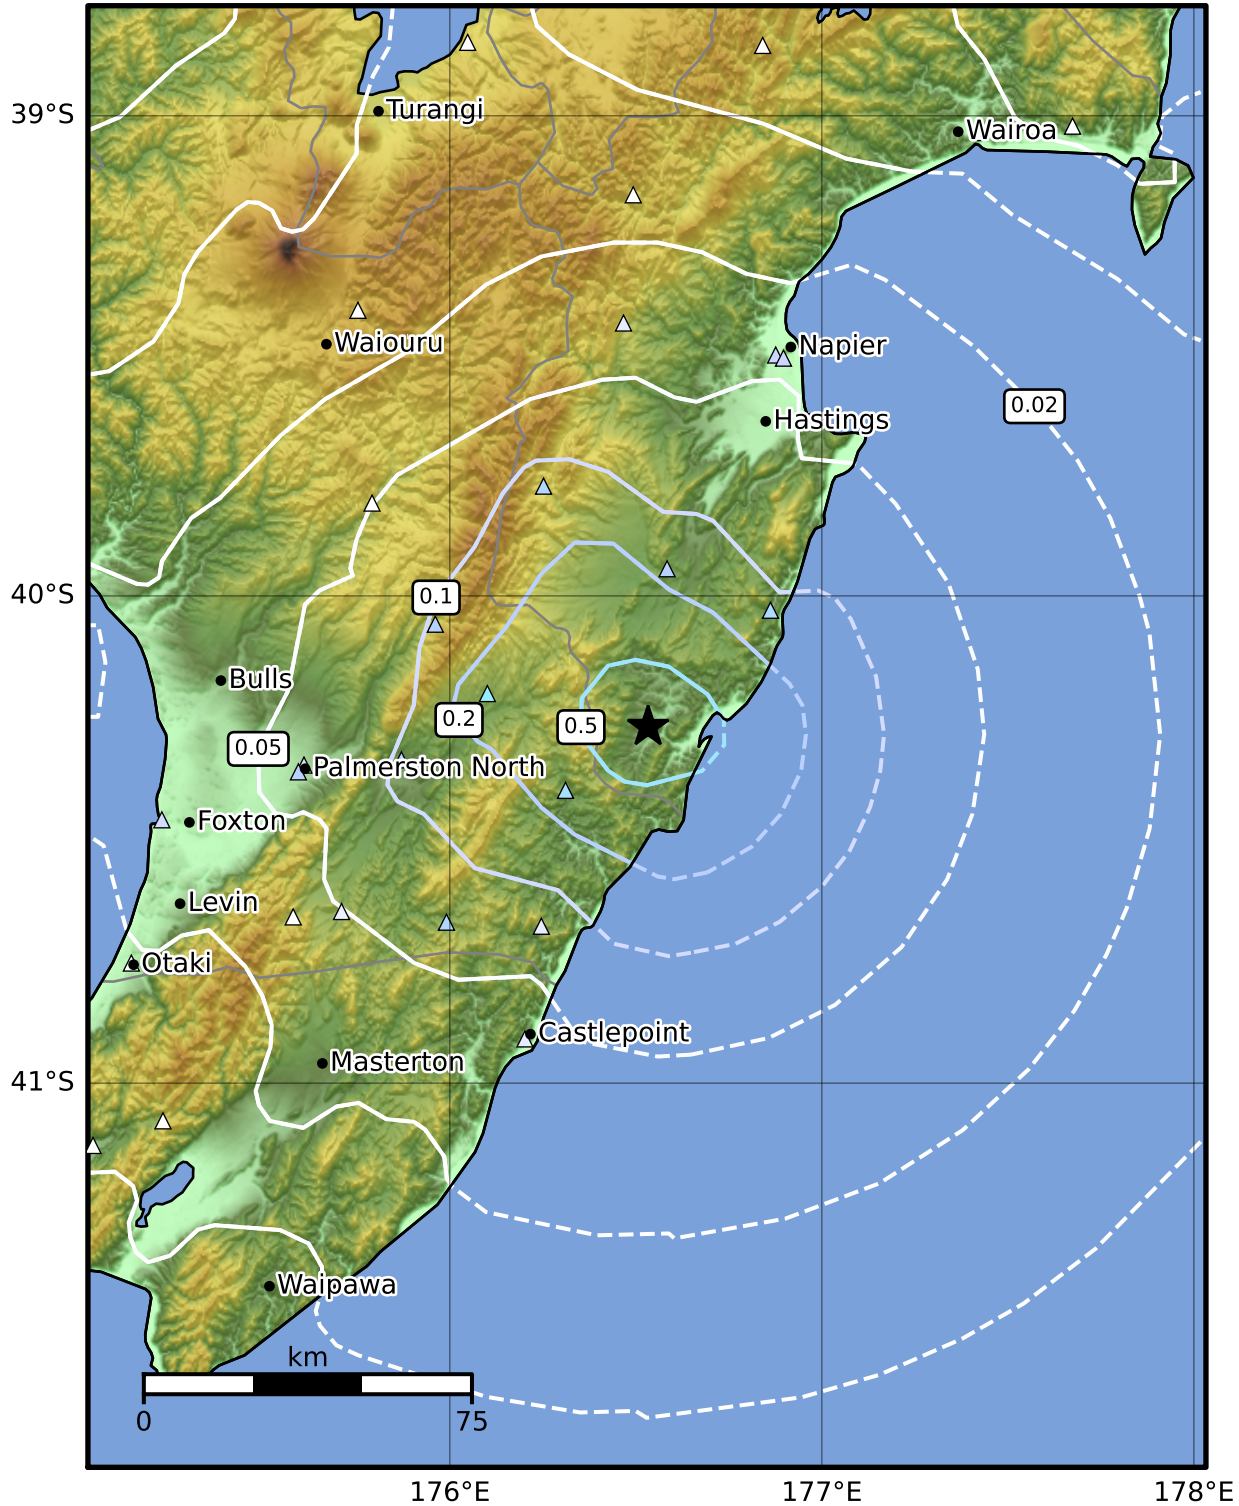 Turangi
39°S
Wairoa
Waiouru
Napier
0.02
Hastings
0.1
40°S
Bulls
0.2
0.5
0.05
Palmerston North
Foxton
Levin
Otaki
Castlepoint
Masterton
41°S
Waipawa
km
0 75
176°E 177°E 178°E